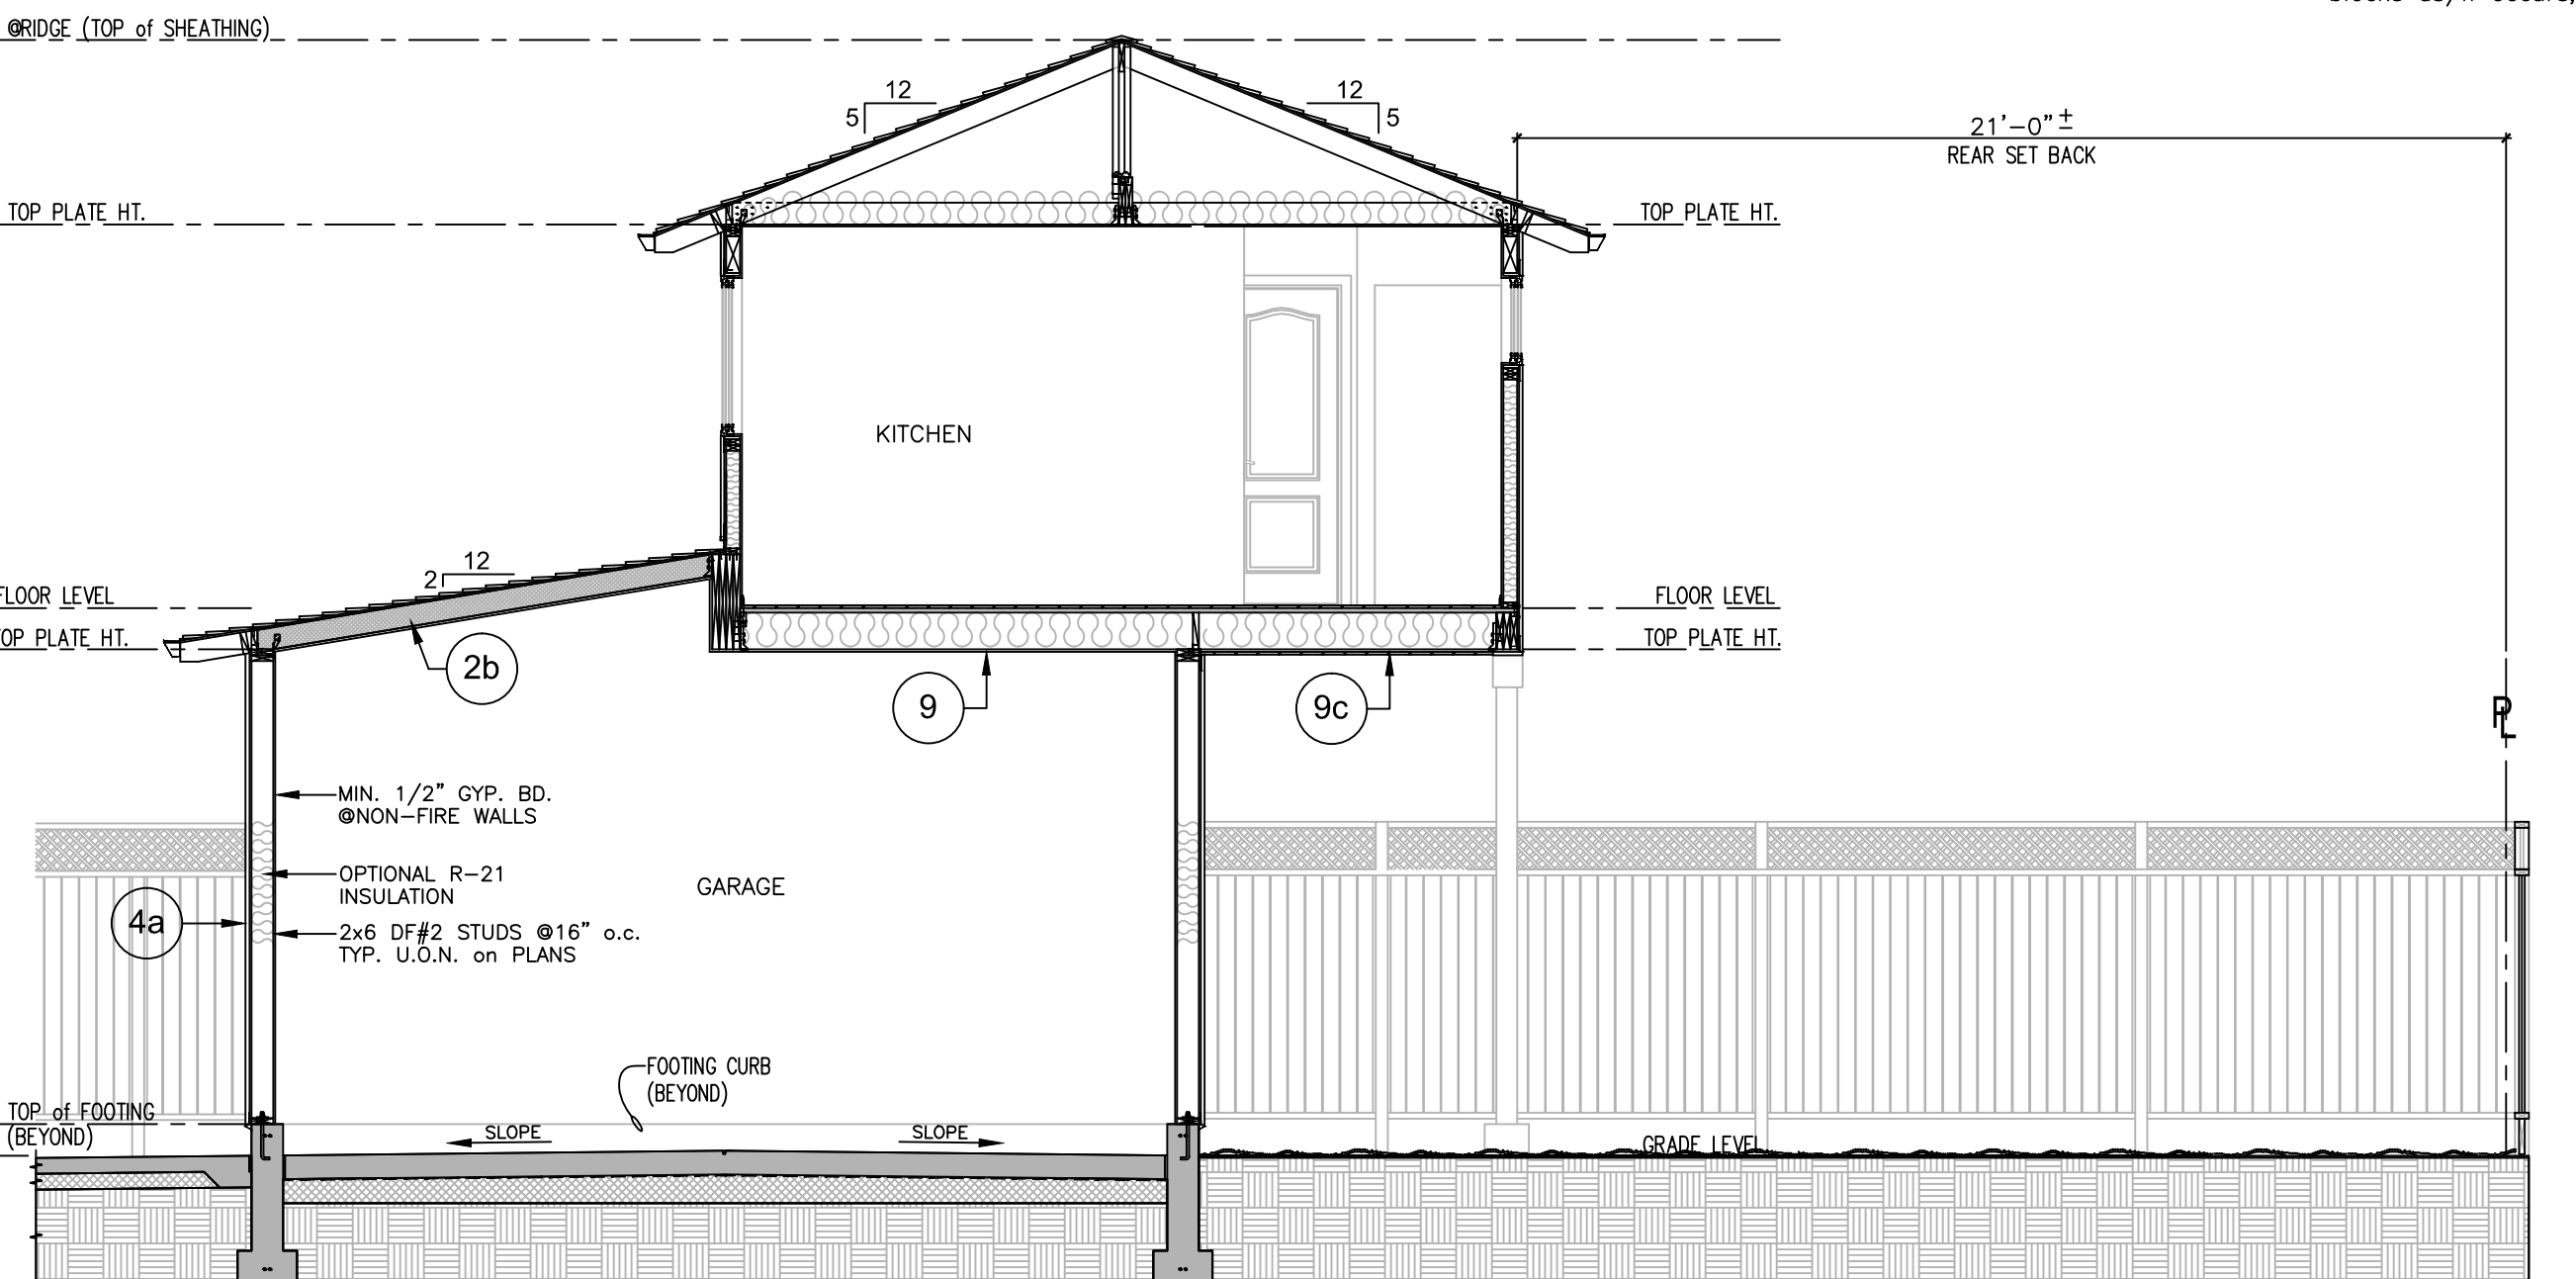 @RIDGE (TOP of SHEATHING)
12
5
12
5
21'-0"±
REAR SET BACK
TOP PLATE HT.
TOP PLATE HT.
KITCHEN
12
2
FLOOR LEVEL
FLOOR LEVEL
TOP PLATE HT.
TOP PLATE HT.
2b
9
9c
PL
MIN. 1/2" GYP. BD.
@NON-FIRE WALLS
OPTIONAL R-21
INSULATION
GARAGE
4a
2x6 DF#2 STUDS @16" o.c.
TYP. U.O.N. on PLANS
FOOTING CURB
(BEYOND)
TOP of FOOTING
(BEYOND)
SLOPE
SLOPE
GRADE LEVEL